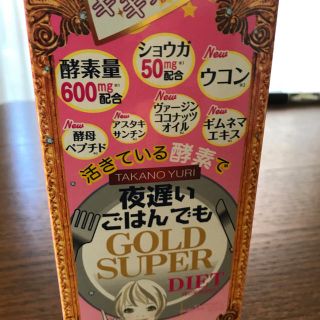 酵素量
600mg※1
配合
ショウガ
50mg※1
配合
New
ウコン
※2
New
酵母
ペプチド
New
アスタキ
サンチン
New
ヴァージン
ココナッツ
オイル
New
ギムネマ
エキス
活きている酵素で
TAKANO YURI
夜遅い
ごはんでも
GOLD
SUPER
DIET